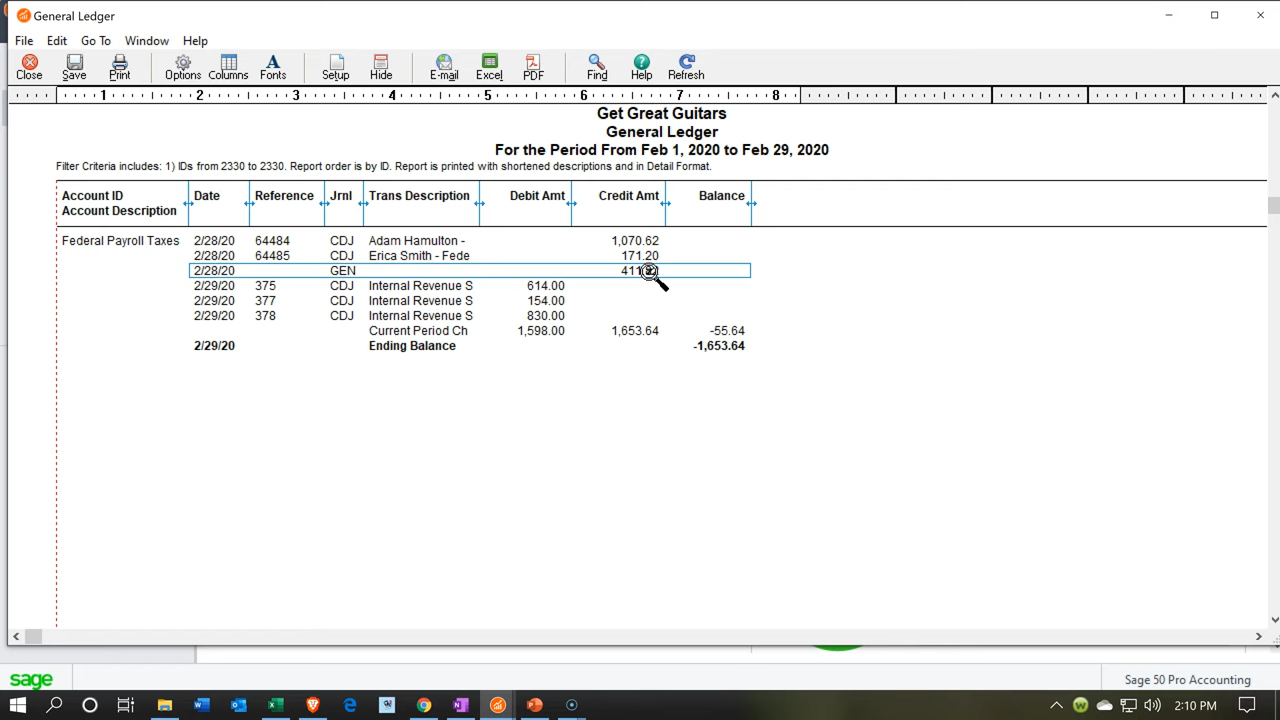 General Ledger
File Edit Go To Window Help
Close Save Print Options Columns Fonts Setup Hide E-mail Excel PDF Find Help Refresh
1 2 3 4 5 6 7 8
Get Great Guitars
General Ledger
For the Period From Feb 1, 2020 to Feb 29, 2020
Filter Criteria includes: 1) IDs from 2330 to 2330. Report order is by ID. Report is printed with shortened descriptions and in Detail Format.
Account ID Date Reference Jrnl Trans Description Debit Amt Credit Amt Balance
Account Description
Federal Payroll Taxes 2/28/20 64484 CDJ Adam Hamulton - 1,070.62
2/28/20 64485 CDJ Erica Smith - Fede 171.20
2/28/20 GEN
2/29/20 375 CDJ Internal Revenue S 614.00
2/29/20 377 CDJ Internal Revenue S 154.00
2/29/20 378 CDJ Internal Revenue S 830.00
Current Period Ch 1,598.00 1,653.64 -55.64
2/29/20 Ending Balance -1,653.64
sage Sage 50 Pro Accounting
2:10 PM